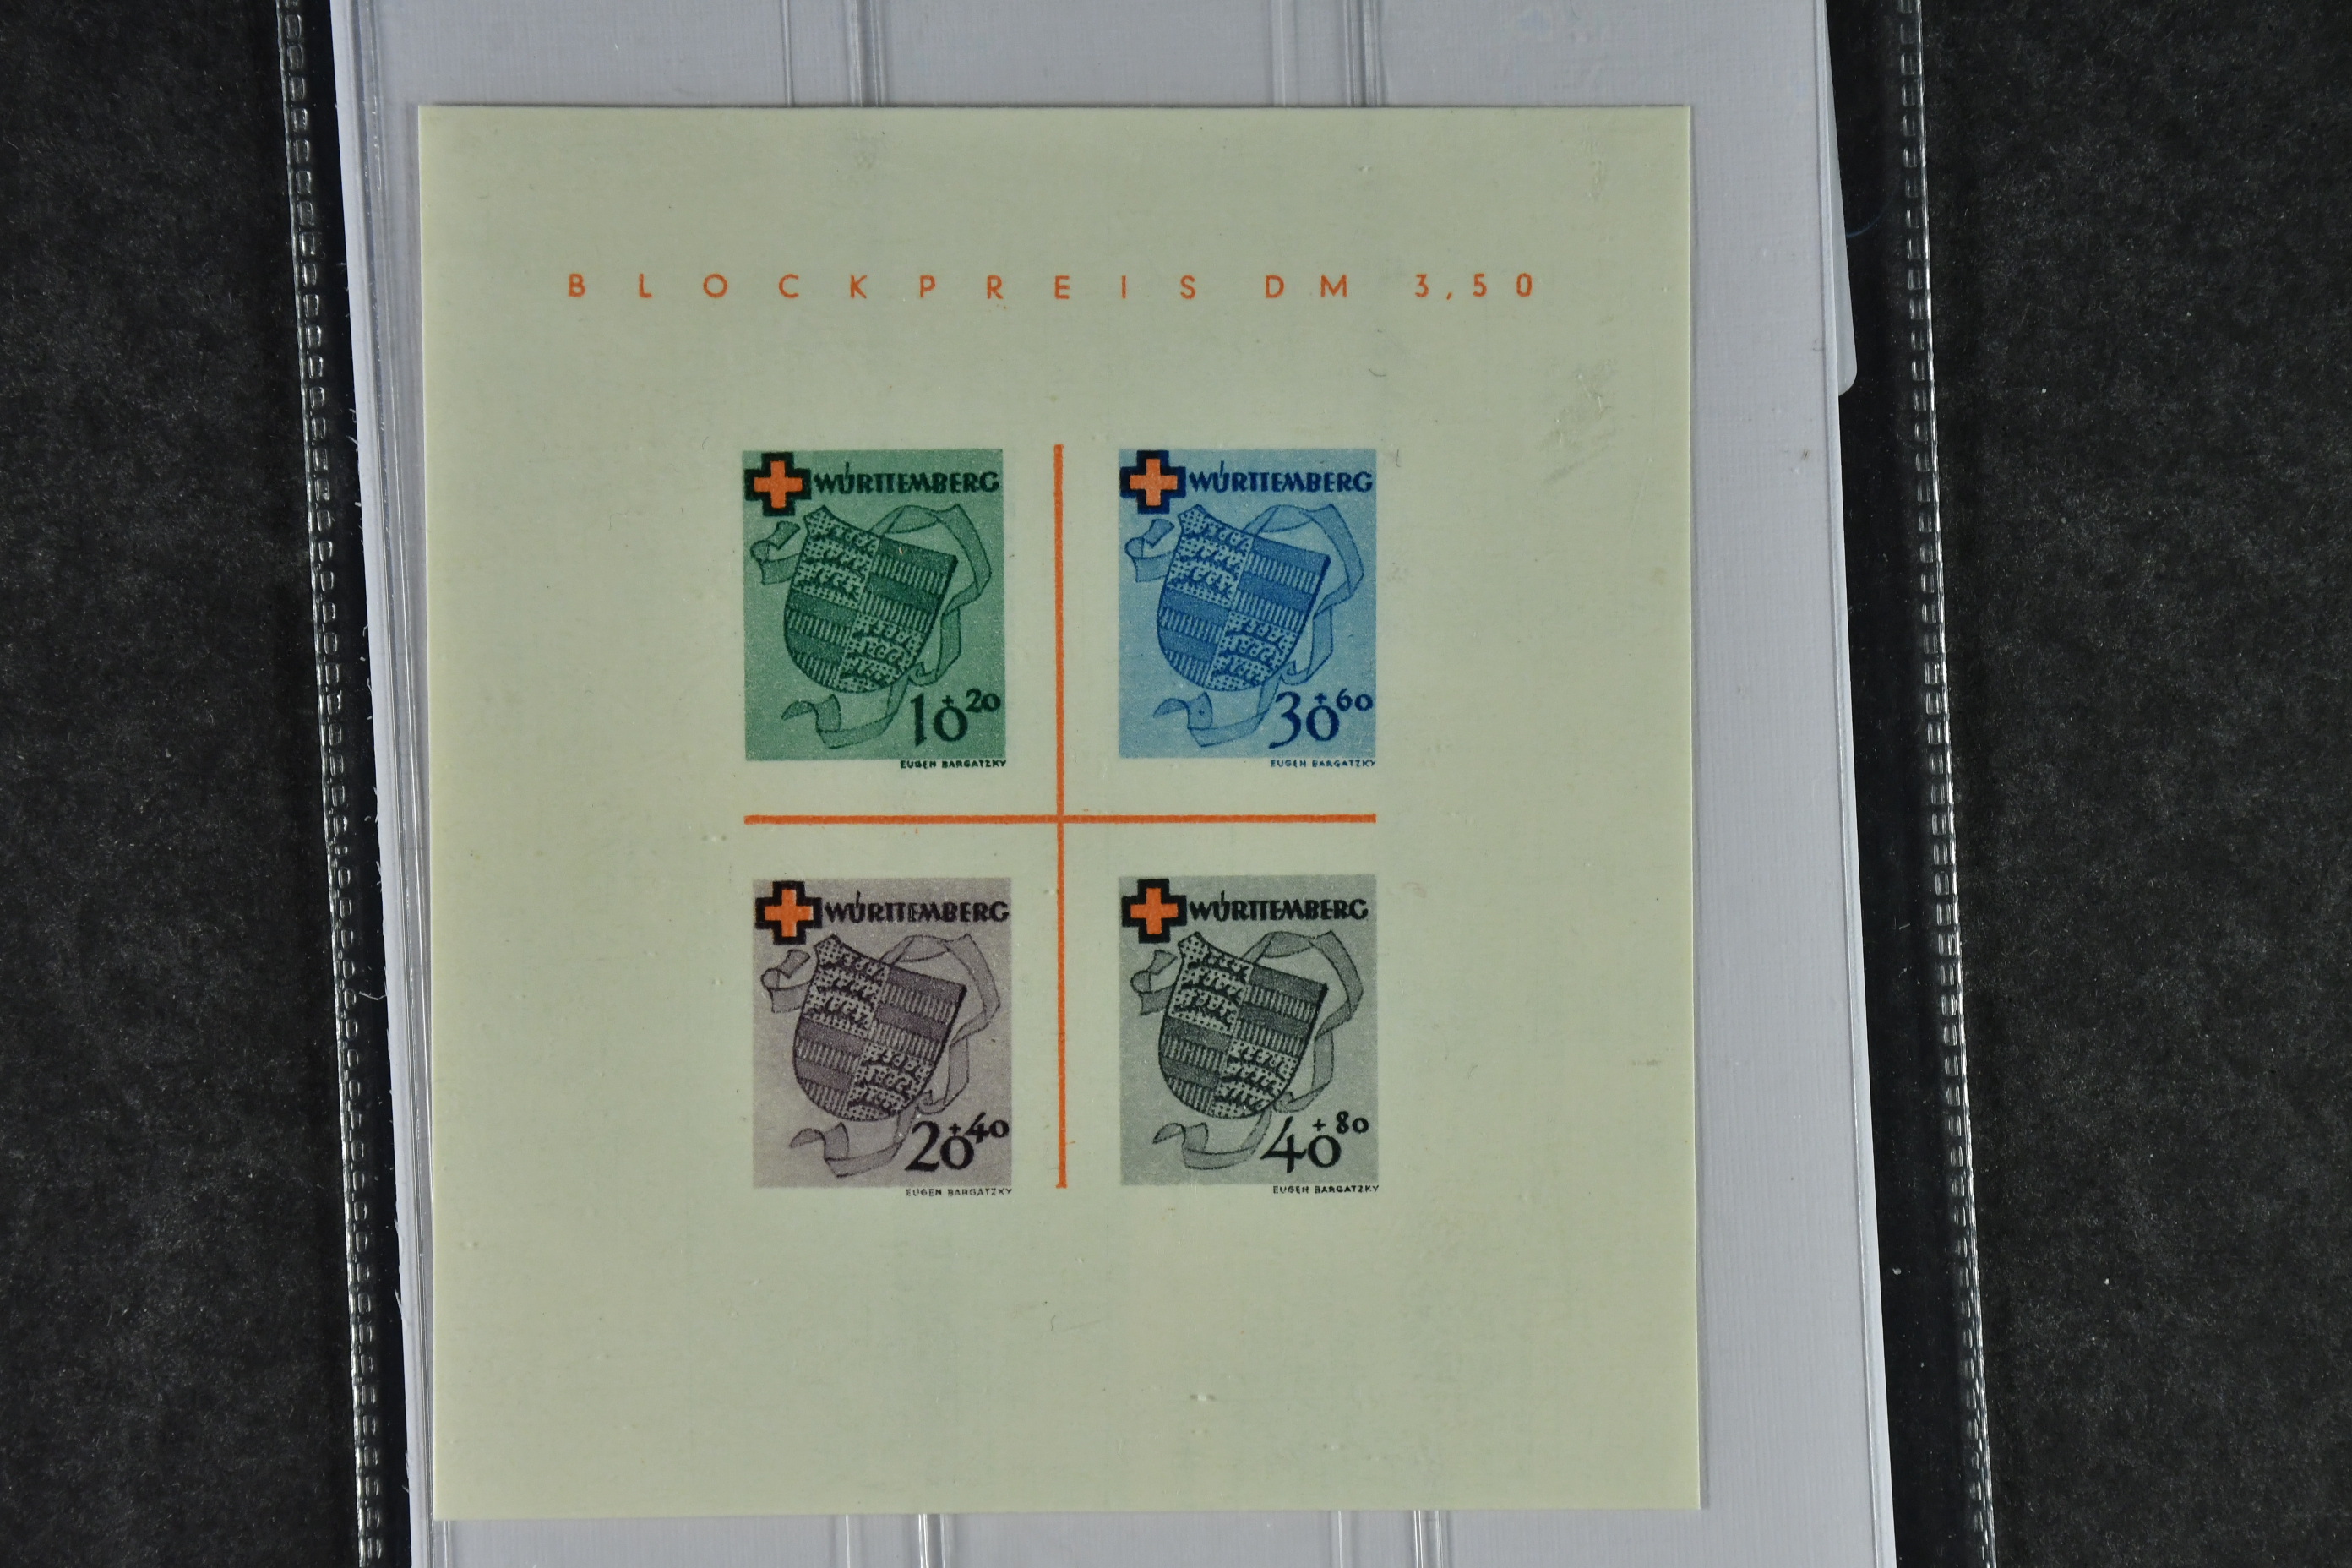 BLOCKPREIS DM 3,50
WÜRTTEMBERG
10+20
EUGEN BARGATZKY
WÜRTTEMBERG
30+60
EUGEN BARGATZKY
WÜRTTEMBERG
20+40
EUGEN BARGATZKY
WÜRTTEMBERG
40+80
EUGEN BARGATZKY